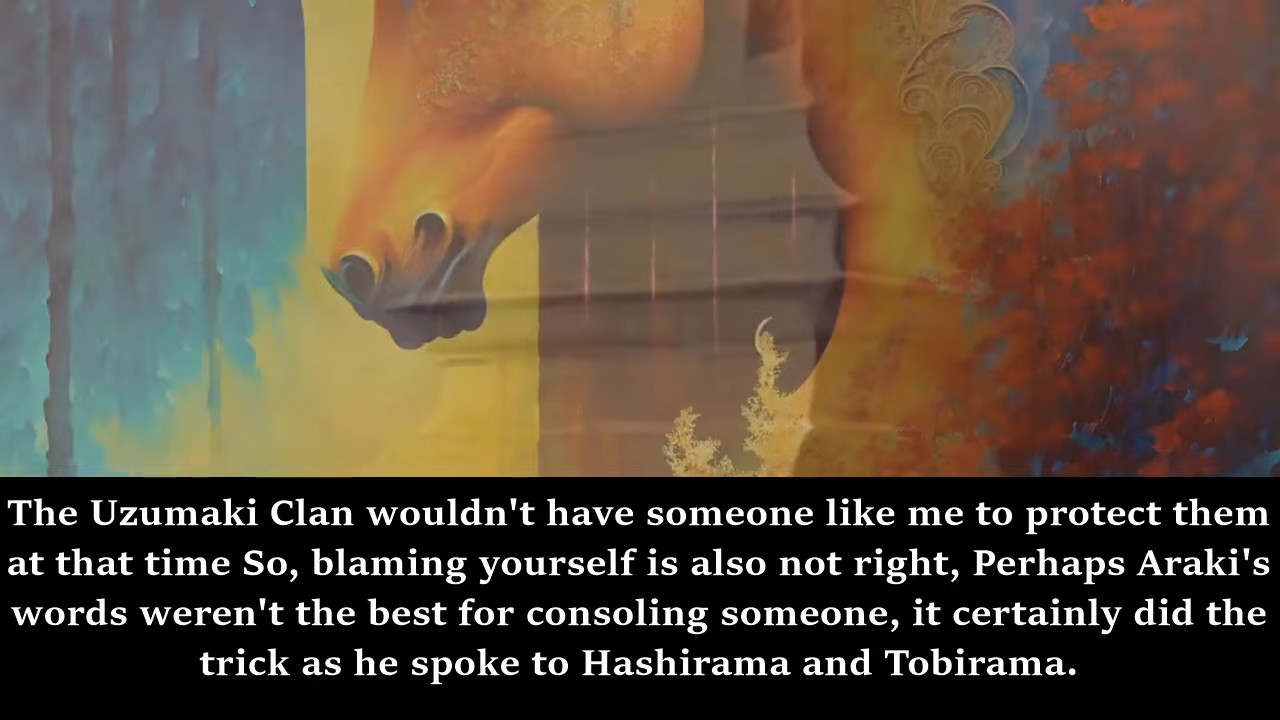 The Uzumaki Clan wouldn't have someone like me to protect them
at that time So, blaming yourself is also not right, Perhaps Araki's
words weren't the best for consoling someone, it certainly did the
trick as he spoke to Hashirama and Tobirama.